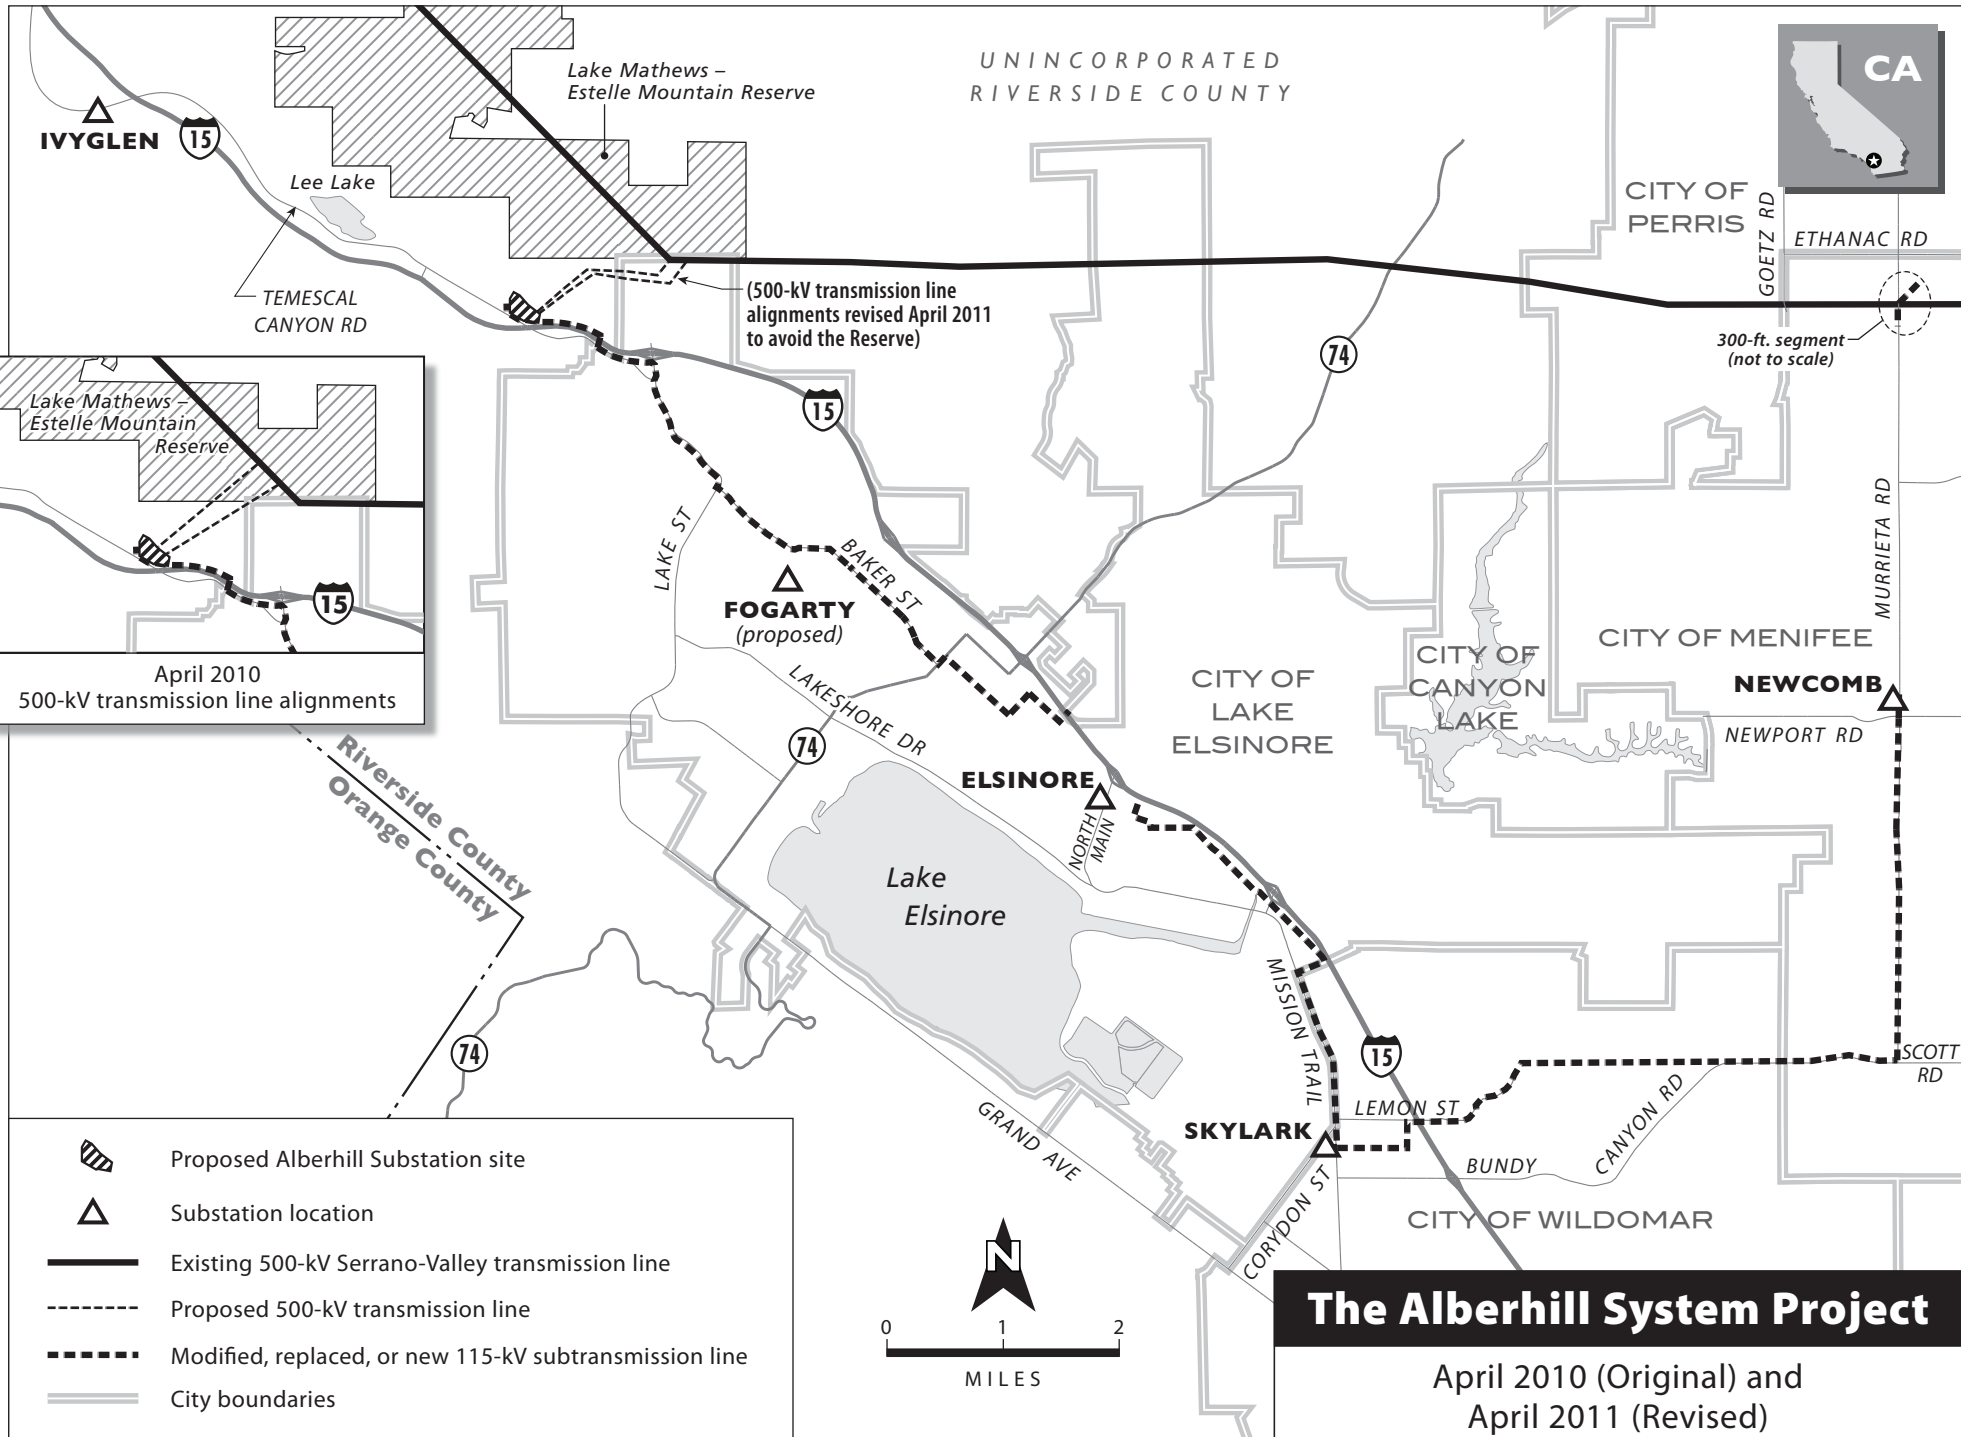 UNINCORPORATED
RIVERSIDE COUNTY
CA
Lake Mathews –
Estelle Mountain Reserve
IVYGLEN
15
Lee Lake
TEMESCAL
CANYON RD
(500-kV transmission line
alignments revised April 2011
to avoid the Reserve)
CITY OF
PERRIS
GOETZ RD
ETHANAC RD
300-ft. segment
(not to scale)
74
15
Lake Mathews –
Estelle Mountain
Reserve
15
April 2010
500-kV transmission line alignments
LAKE ST
BAKER ST
FOGARTY
(proposed)
LAKESHORE DR
74
MURRIETA RD
CITY OF MENIFEE
CITY OF
CANYON
LAKE
NEWCOMB
NEWPORT RD
CITY OF
LAKE
ELSINORE
Riverside County
Orange County
ELSINORE
NORTH
MAIN
Lake
Elsinore
74
MISSION TRAIL
15
SCOTT
RD
LEMON ST
CANYON RD
SKYLARK
BUNDY
GRAND AVE
CORYDON ST
CITY OF WILDOMAR
Proposed Alberhill Substation site
Substation location
Existing 500-kV Serrano-Valley transmission line
Proposed 500-kV transmission line
Modified, replaced, or new 115-kV subtransmission line
City boundaries
N
0 1 2
MILES
The Alberhill System Project
April 2010 (Original) and
April 2011 (Revised)